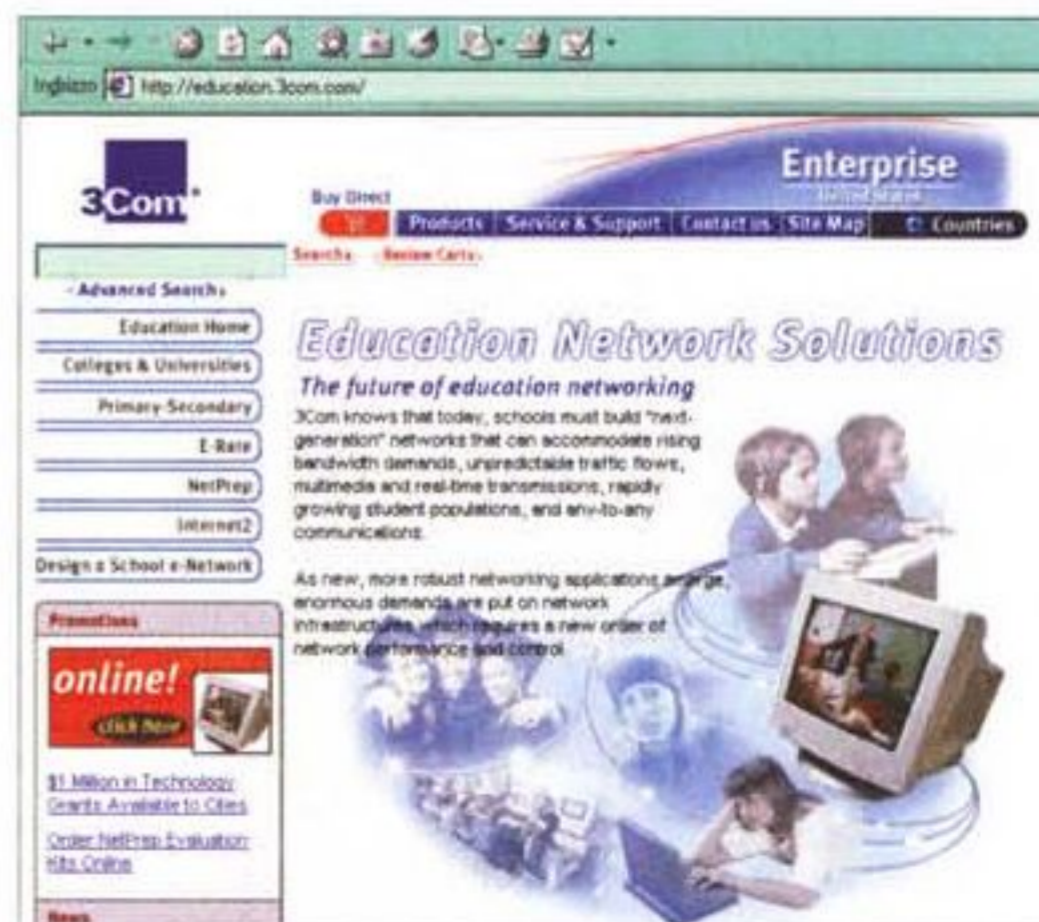 Indirizzo http://education.3com.com/
3Com
Enterprise
United States
Buy Direct
Products Service & Support Contact us Site Map Countries
Search Review Cart
Advanced Search
Education Home
Colleges & Universities
Primary-Secondary
E-Rate
NetPrep
Internet2
Design a School e-Network
Promotions
online!
click here
$1 Million in Technology
Grants Available to Cities
Order NetPrep Evaluation
Kits Online
News
Education Network Solutions
The future of education networking
3Com knows that today, schools must build "next-
generation" networks that can accommodate rising
bandwidth demands, unpredictable traffic flows,
multimedia and real-time transmissions, rapidly
growing student populations, and any-to-any
communications.
As new, more robust networking applications emerge,
enormous demands are put on network
infrastructures, which requires a new order of
network performance and control.